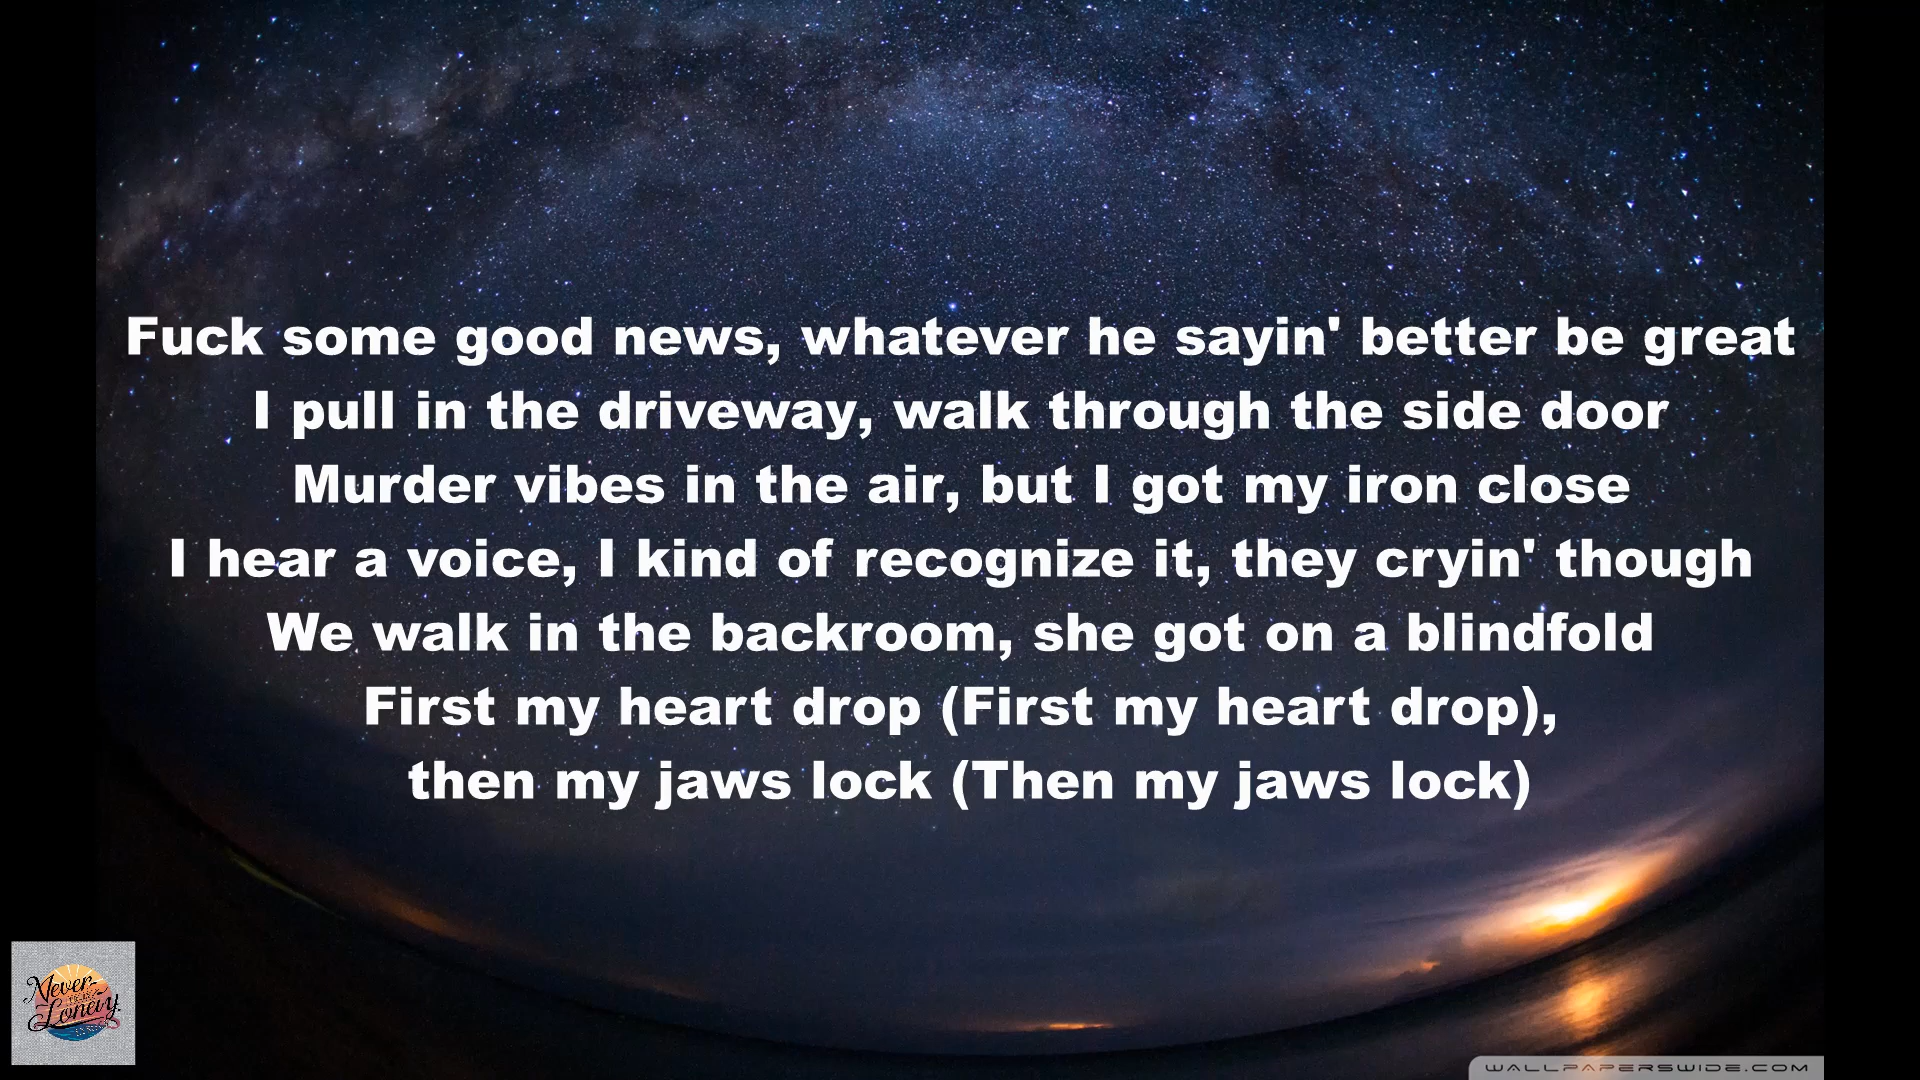 Fuck some good news, whatever he sayin' better be great
I pull in the driveway, walk through the side door
Murder vibes in the air, but I got my iron close
I hear a voice, I kind of recognize it, they cryin' though
We walk in the backroom, she got on a blindfold
First my heart drop (First my heart drop),
then my jaws lock (Then my jaws lock)
Never
WALLPAPERSWIDE.COM